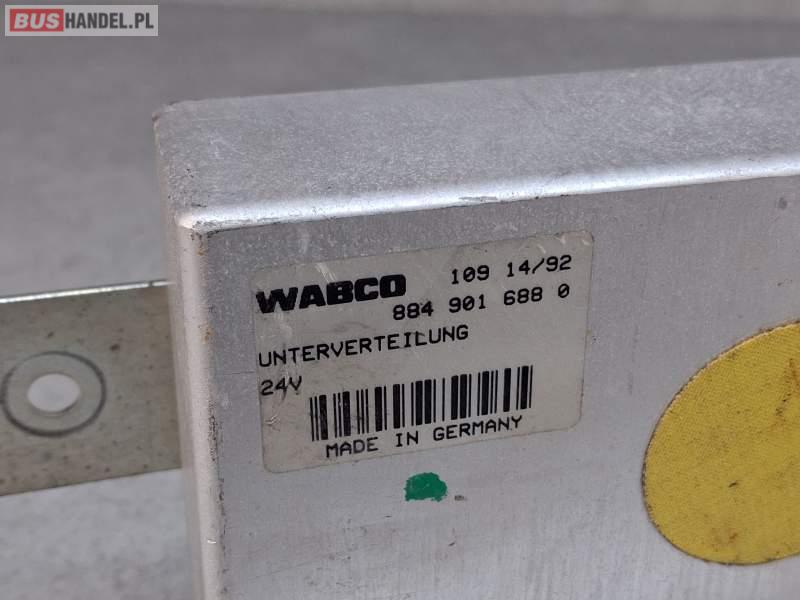 BUSHANDEL.PL
WABCO 109 14/92
884 901 688 0
UNTERVERTEILUNG
24V
MADE IN GERMANY